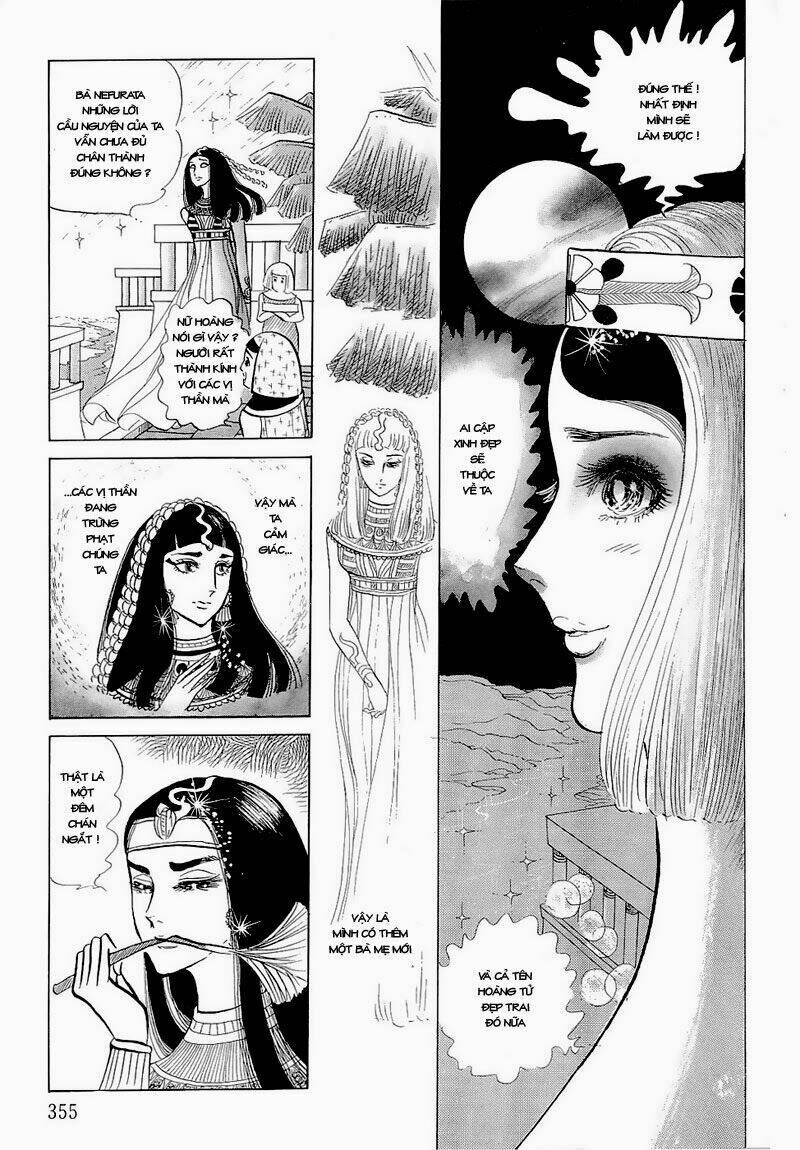 ĐÚNG THẾ !
NHẤT ĐỊNH
MÌNH SẼ
LÀM ĐƯỢC !
AI CẬP
XINH ĐẸP
SẼ
THUỘC
VỀ TA
VÀ CẢ TÊN
HOÀNG TỬ
ĐẸP TRAI
ĐÓ NỮA
BÀ NEFURATA
NHỮNG LỜI
CẦU NGUYỆN CỦA TA
VẪN CHƯA ĐỦ
CHÂN THÀNH
ĐÚNG KHÔNG ?
NỮ HOÀNG
NÓI GÌ VẬY ?
NGƯỜI RẤT
THÀNH KÍNH
VỚI CÁC VỊ
THẦN MÀ
VẬY MÀ
TA
CẢM
GIÁC...
...CÁC VỊ THẦN
ĐANG
TRỪNG
PHẠT
CHÚNG
TA
VẬY LÀ
MÌNH CÓ THÊM
MỘT BÀ MẸ MỚI
THẬT LÀ
MỘT
ĐÊM
CHÁN
NGẮT !
355